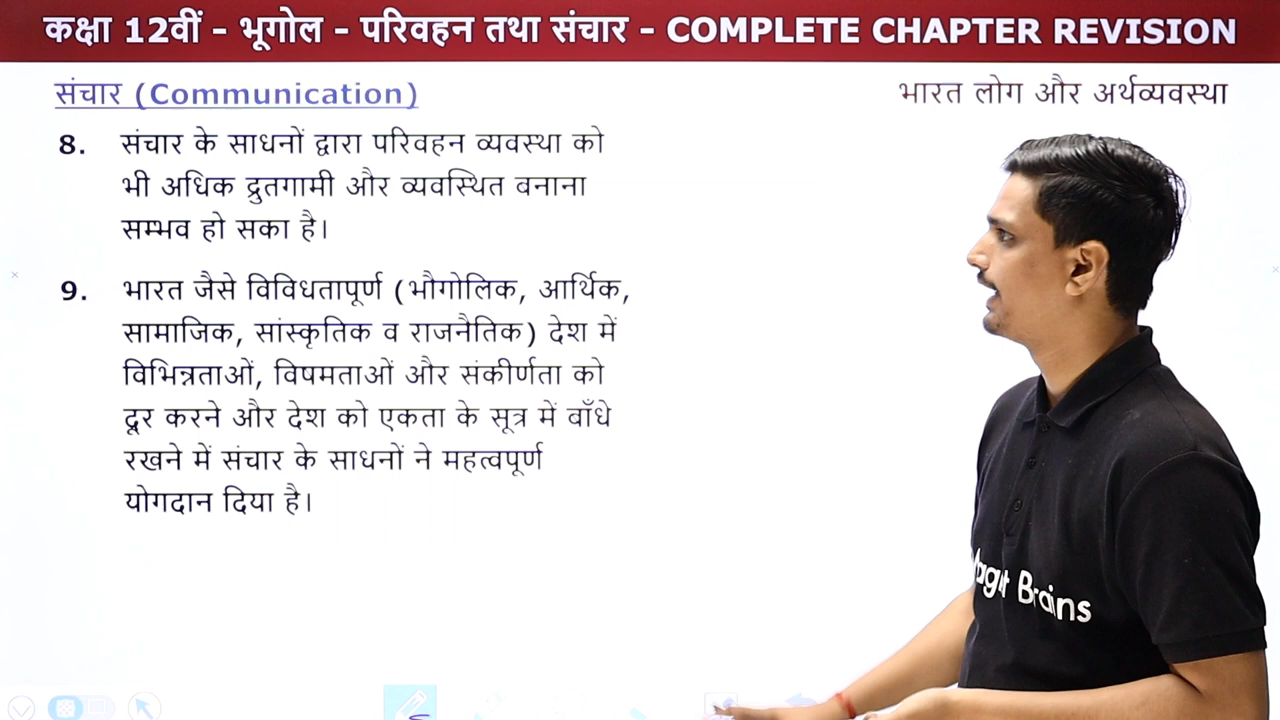 कक्षा 12वीं - भूगोल - परिवहन तथा संचार - COMPLETE CHAPTER REVISION
संचार (Communication)
भारत लोग और अर्थव्यवस्था
8. संचार के साधनों द्वारा परिवहन व्यवस्था को
भी अधिक द्रुतगामी और व्यवस्थित बनाना
सम्भव हो सका है।
9. भारत जैसे विविधतापूर्ण (भौगोलिक, आर्थिक,
सामाजिक, सांस्कृतिक व राजनैतिक) देश में
विभिन्नताओं, विषमताओं और संकीर्णता को
दूर करने और देश को एकता के सूत्र में बाँधे
रखने में संचार के साधनों ने महत्वपूर्ण
योगदान दिया है।
Brains